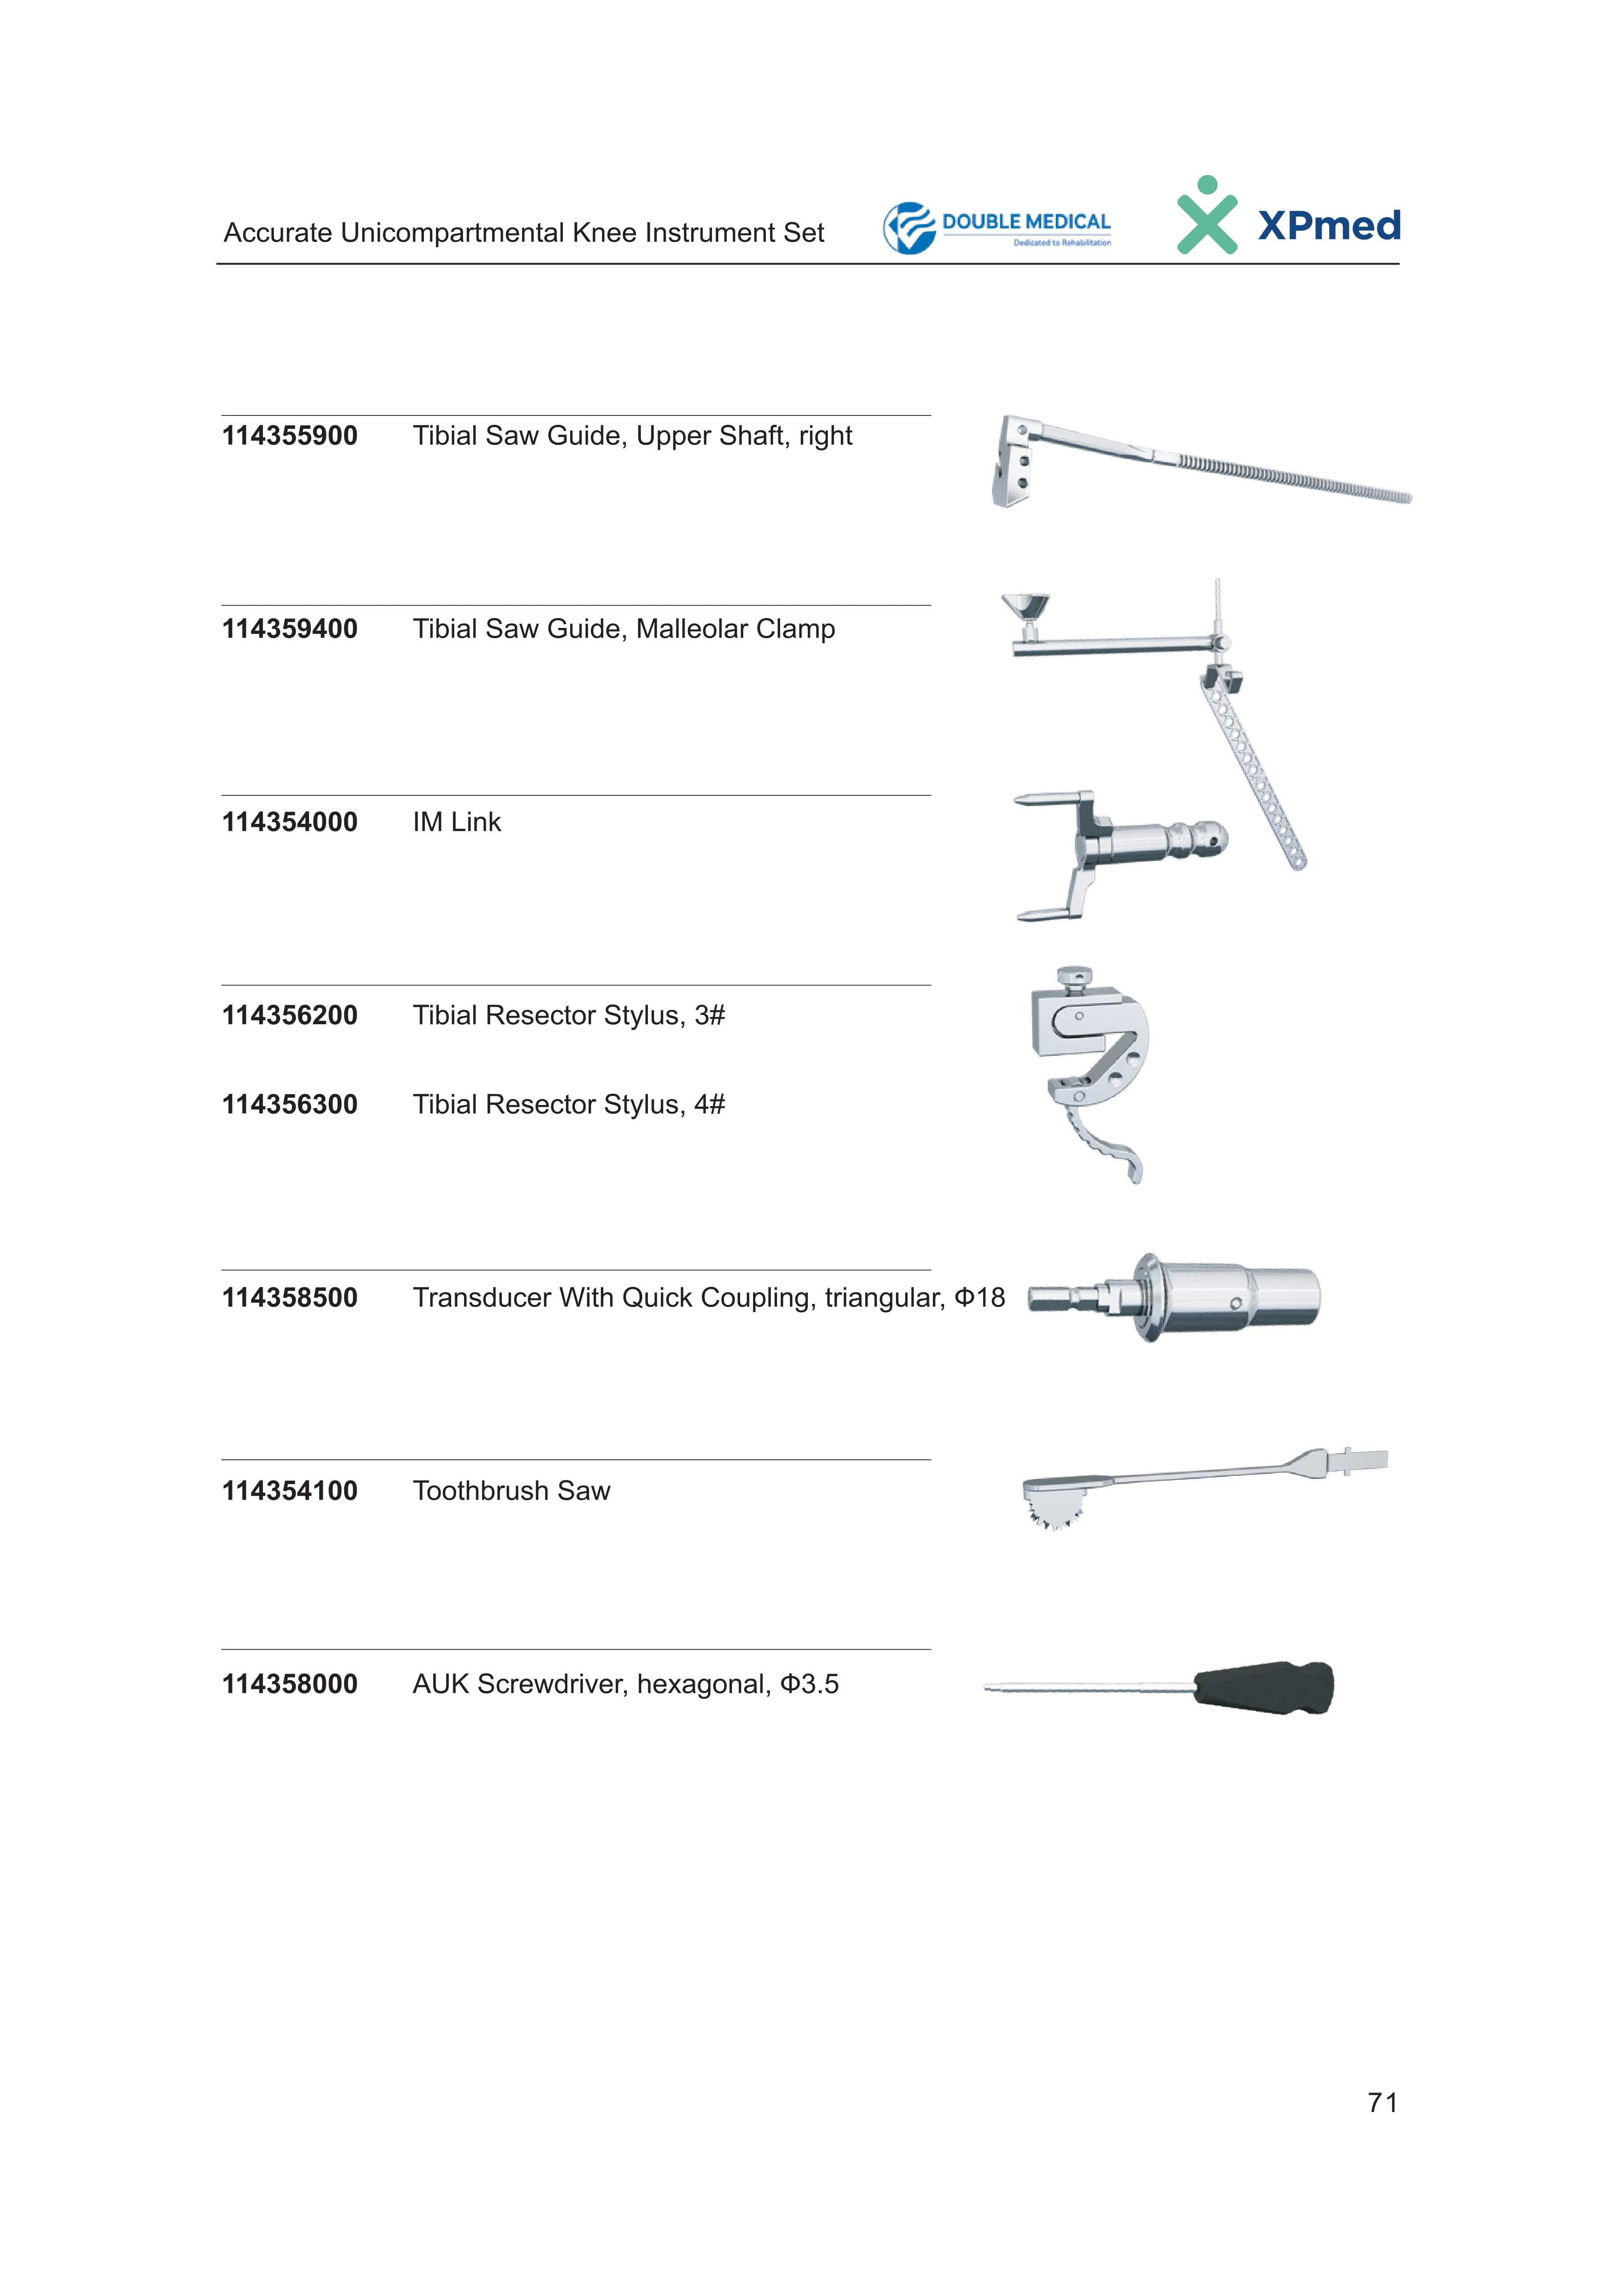 Accurate Unicompartmental Knee Instrument Set
DOUBLE MEDICAL
Dedicated to Rehabilitation
XPmed
114355900 Tibial Saw Guide, Upper Shaft, right
114359400 Tibial Saw Guide, Malleolar Clamp
114354000 IM Link
114356200 Tibial Resector Stylus, 3#
114356300 Tibial Resector Stylus, 4#
114358500 Transducer With Quick Coupling, triangular, Φ18
114354100 Toothbrush Saw
114358000 AUK Screwdriver, hexagonal, Φ3.5
71